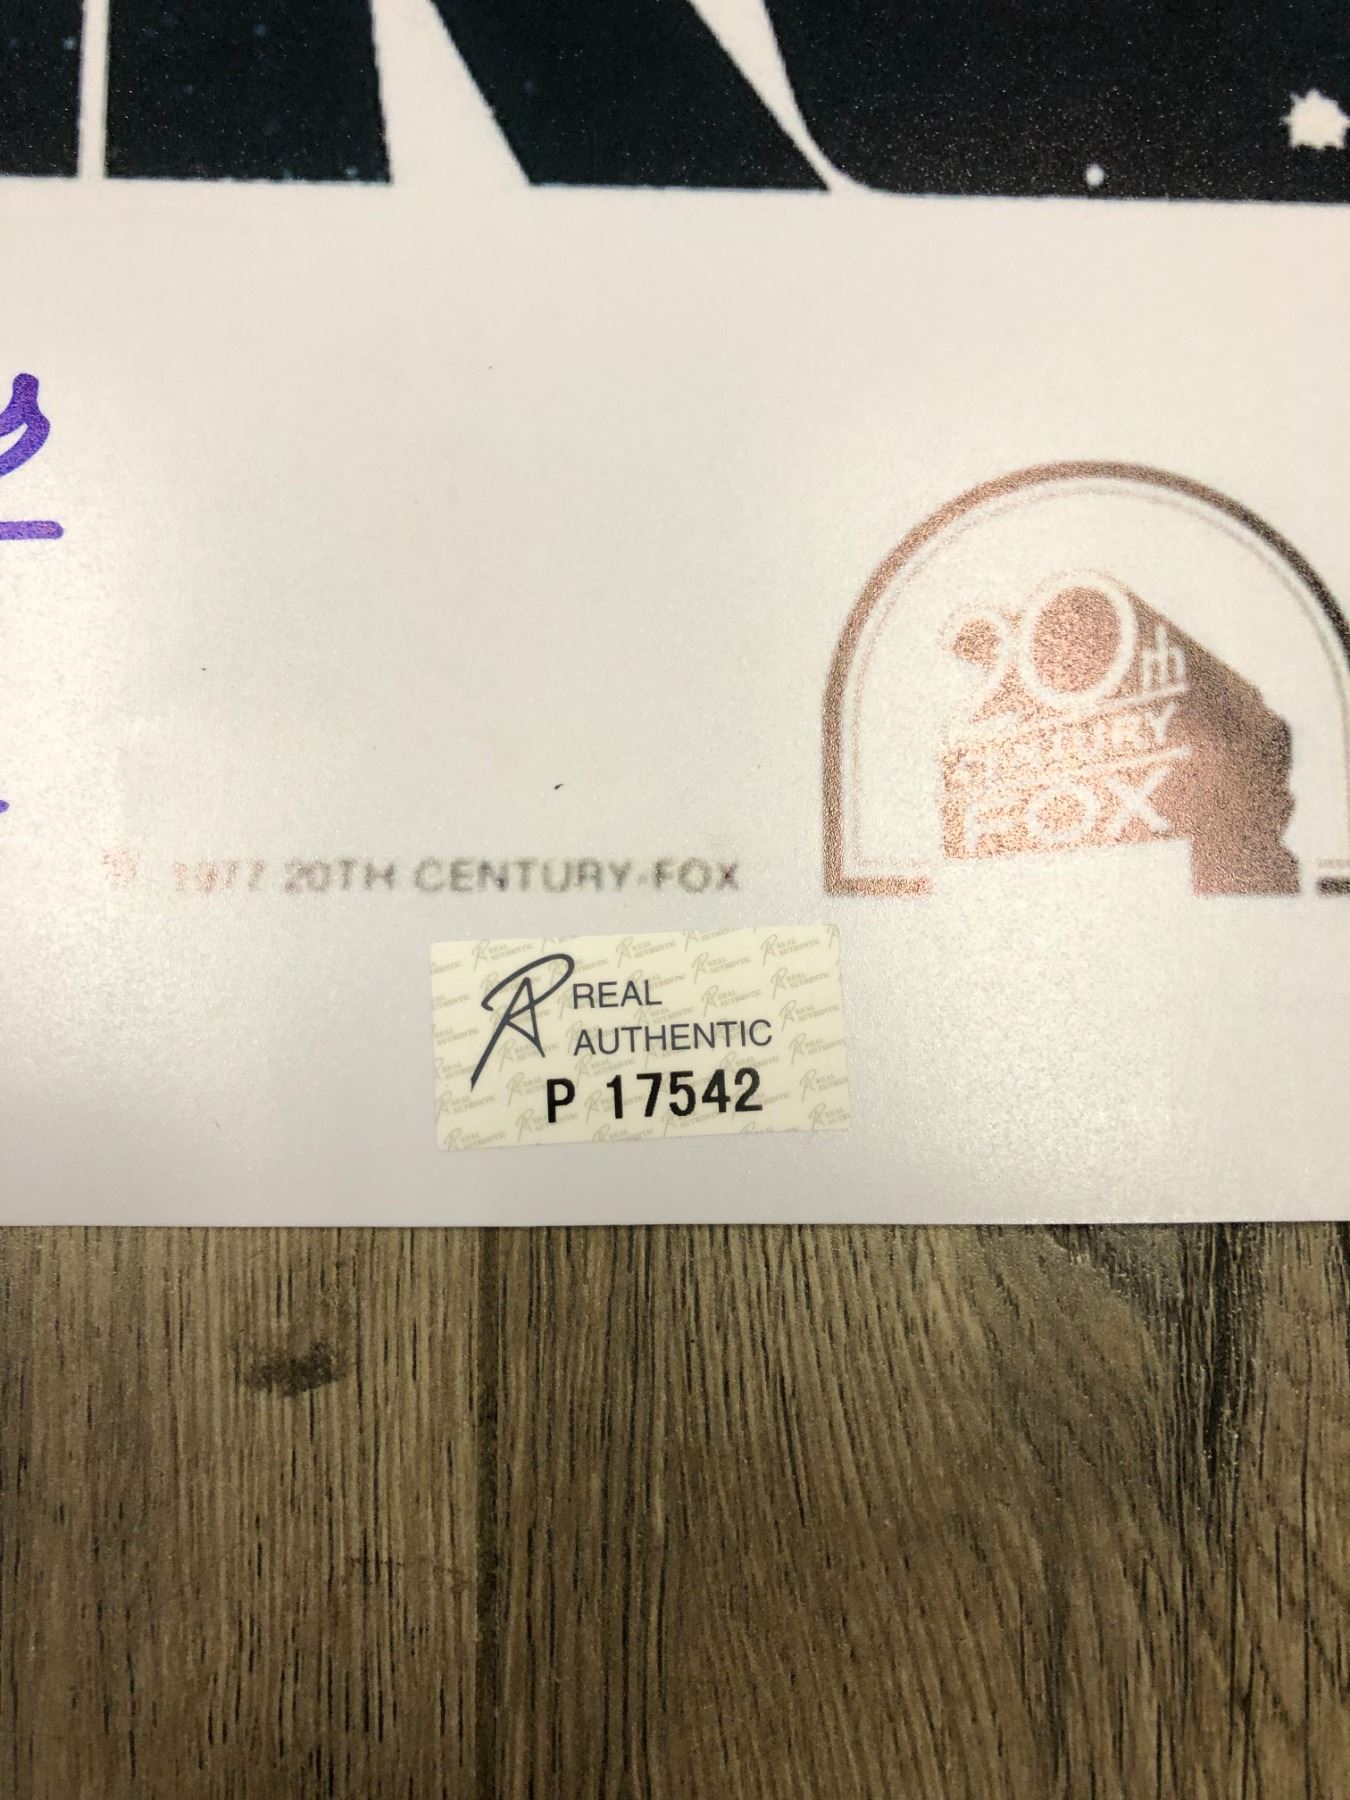 20th
CENTURY
FOX
© 1977 20TH CENTURY-FOX
REAL
AUTHENTIC
P 17542